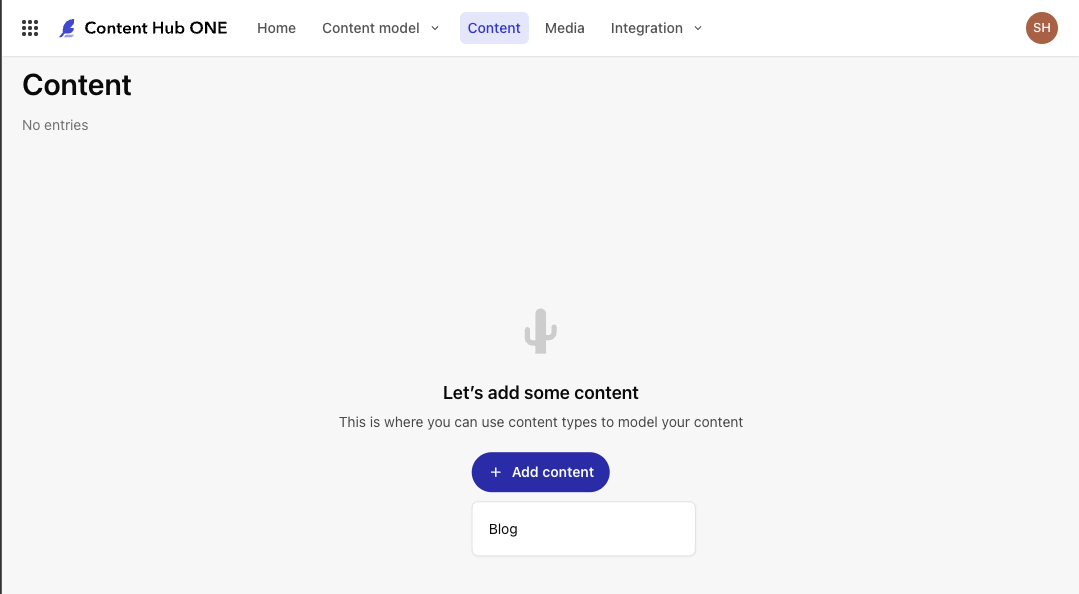 Content Hub ONE Home Content model Content Media Integration SH
Content
No entries
Let’s add some content
This is where you can use content types to model your content
+ Add content
Blog